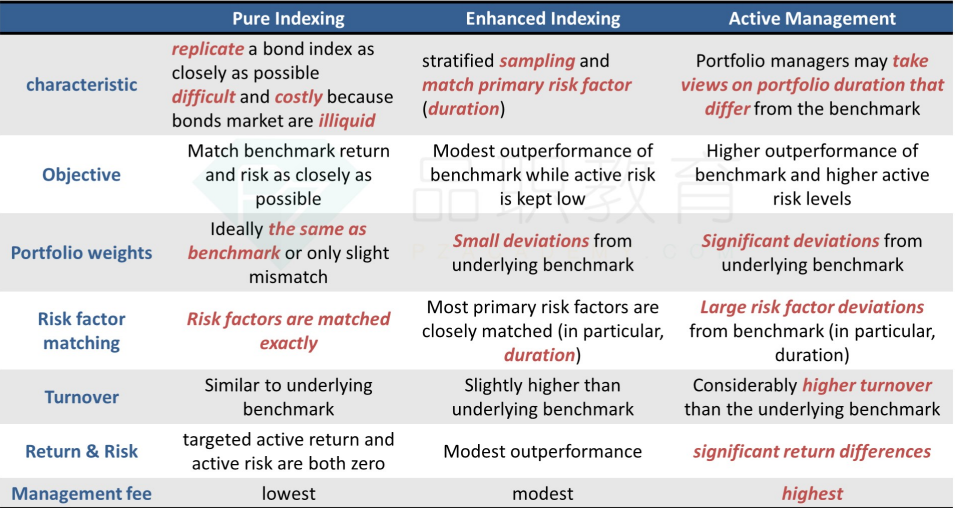 Pure Indexing Enhanced Indexing Active Management
characteristic
replicate a bond index as
closely as possible
difficult and costly because
bonds market are illiquid
stratified sampling and
match primary risk factor
(duration)
Portfolio managers may take
views on portfolio duration that
differ from the benchmark
Objective
Match benchmark return
and risk as closely as
possible
Modest outperformance of
benchmark while active risk
is kept low
Higher outperformance of
benchmark and higher active
risk levels
Portfolio weights
Ideally the same as
benchmark or only slight
mismatch
Small deviations from
underlying benchmark
Significant deviations from
underlying benchmark
Risk factor
matching
Risk factors are matched
exactly
Most primary risk factors are
closely matched (in particular,
duration)
Large risk factor deviations
from benchmark (in particular,
duration)
Turnover
Similar to underlying
benchmark
Slightly higher than
underlying benchmark
Considerably higher turnover
than the underlying benchmark
Return & Risk
targeted active return and
active risk are both zero
Modest outperformance
significant return differences
Management fee
lowest
modest
highest
品职教育